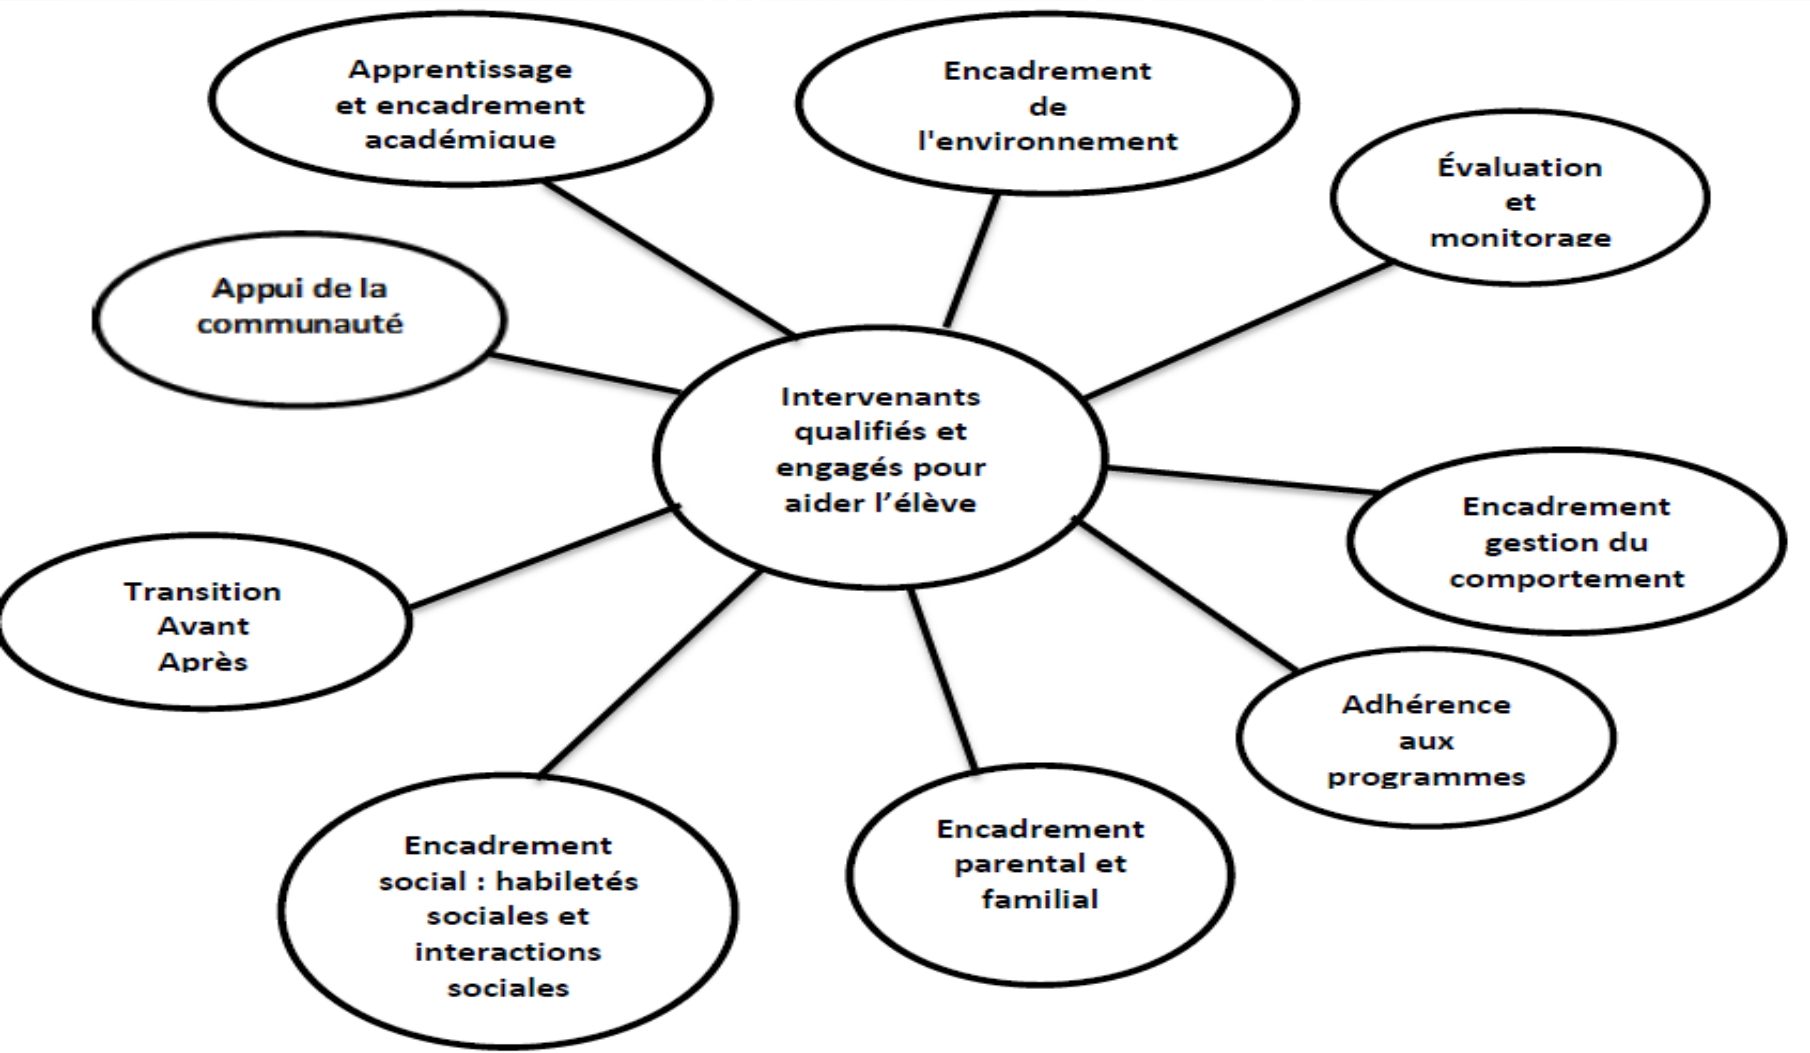 Apprentissage
et encadrement
académique
Encadrement
de
l'environnement
Évaluation
et
monitorage
Appui de la
communauté
Intervenants
qualifiés et
engagés pour
aider l’élève
Encadrement
gestion du
comportement
Transition
Avant
Après
Adhérence
aux
programmes
Encadrement
social : habiletés
sociales et
interactions
sociales
Encadrement
parental et
familial